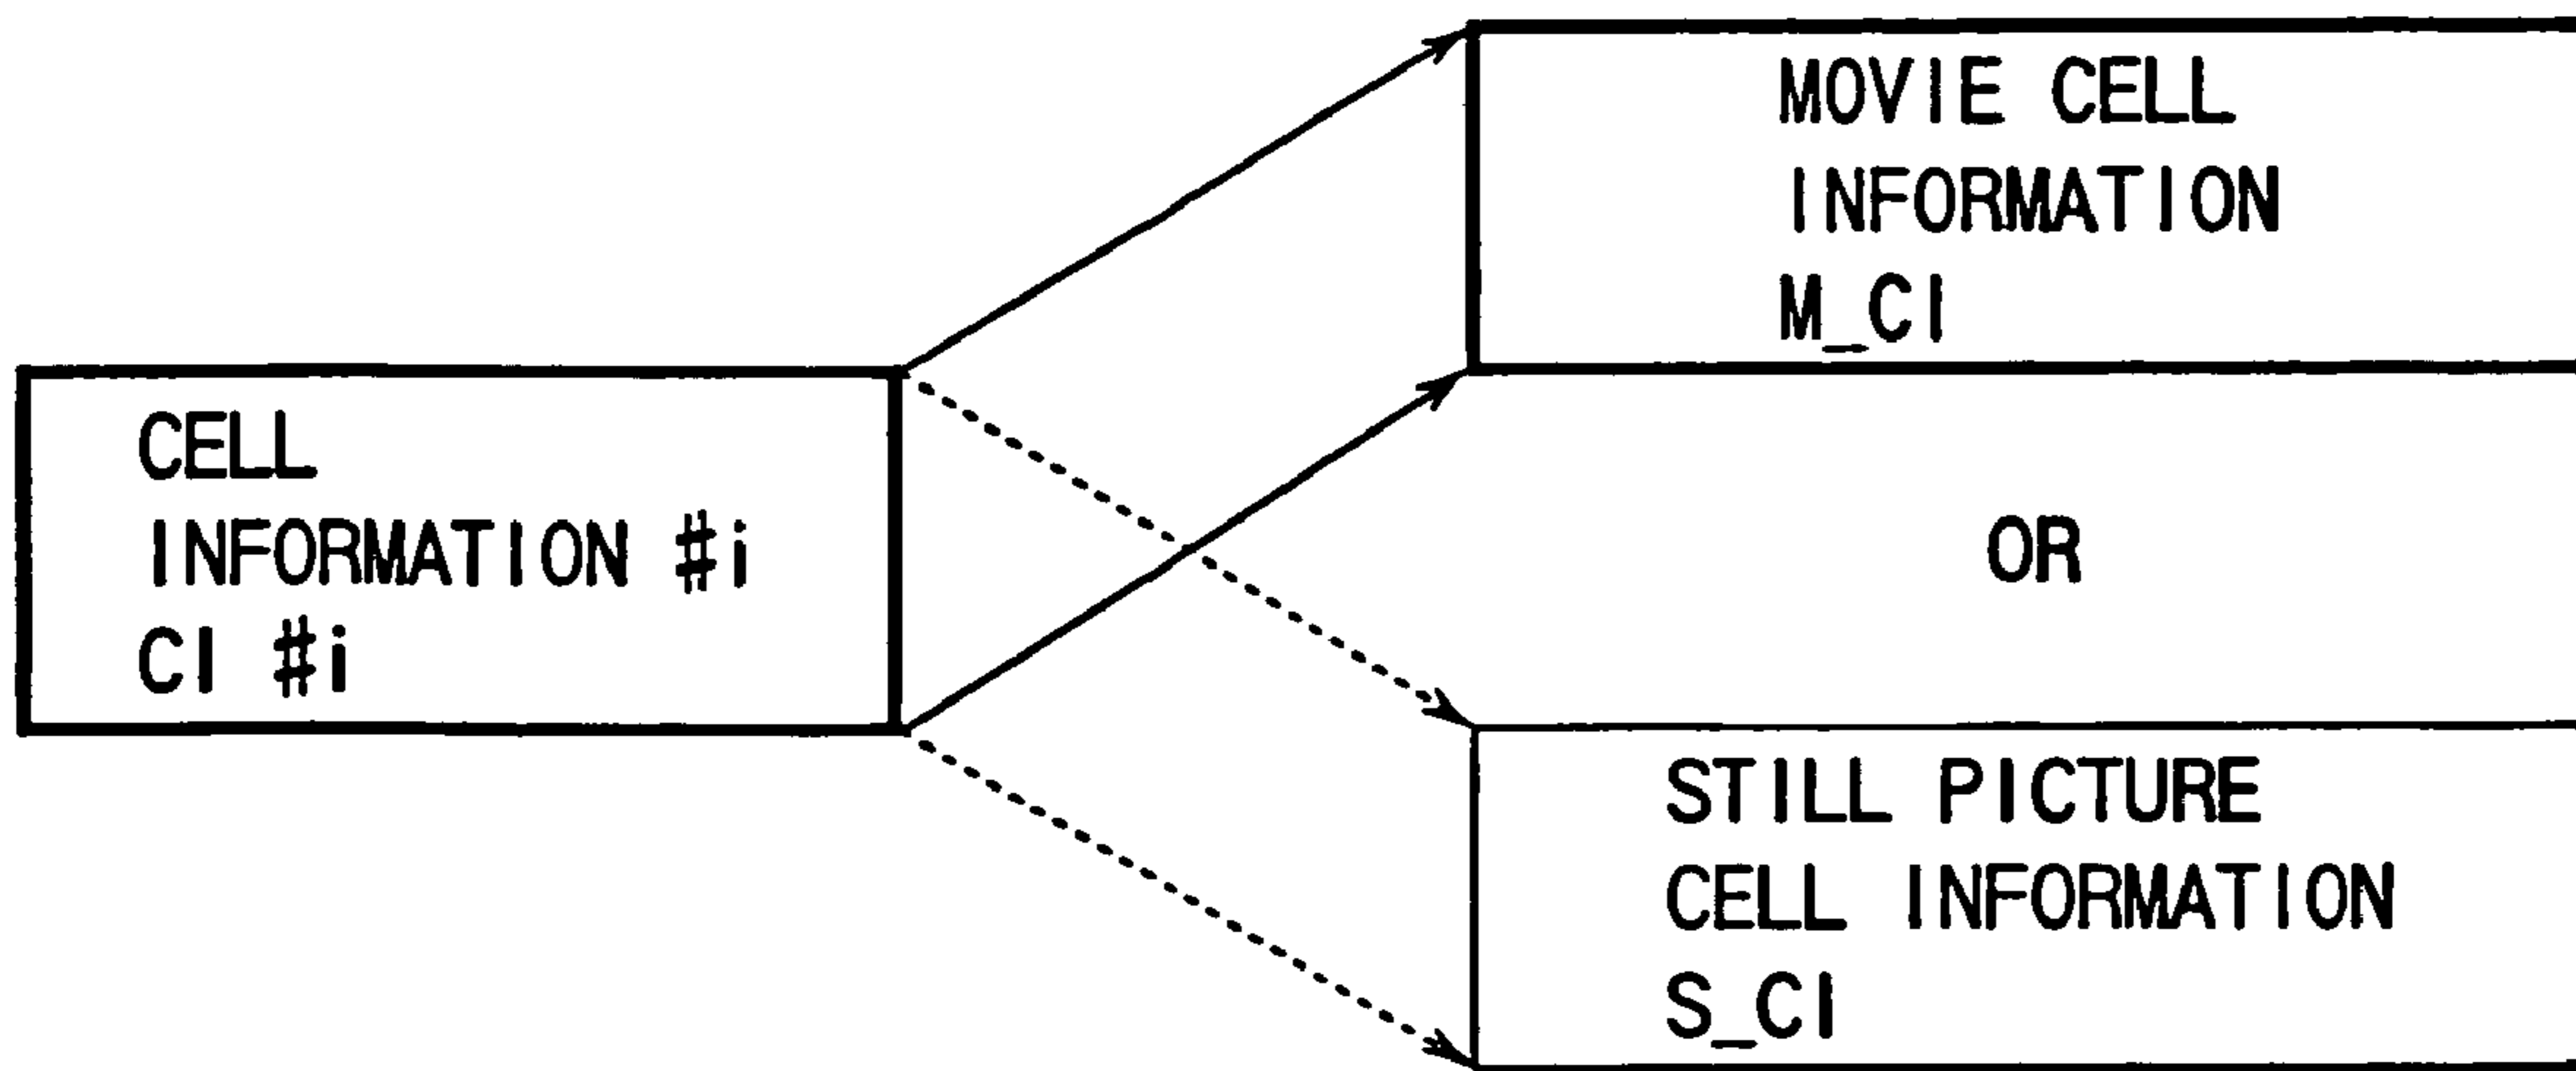 CELL
INFORMATION #i
CI #i
MOVIE CELL
INFORMATION
M_CI
OR
STILL PICTURE
CELL INFORMATION
S_CI